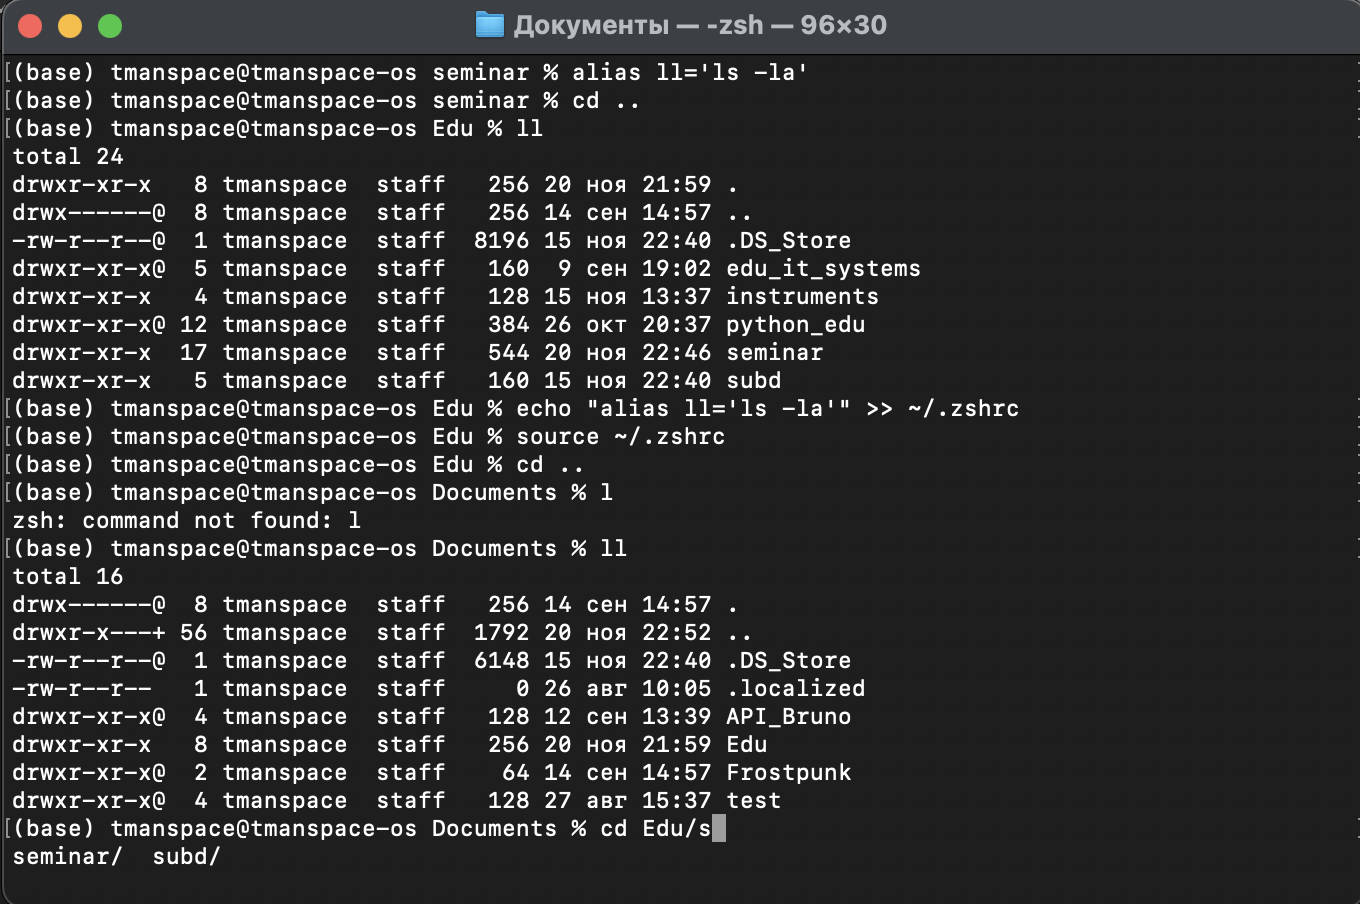 Документы — -zsh — 96×30
[(base) tmanspace@tmanspace-os seminar % alias ll='ls -la'
[(base) tmanspace@tmanspace-os seminar % cd ..
[(base) tmanspace@tmanspace-os Edu % ll
total 24
drwxr-xr-x   8 tmanspace  staff   256 20 ноя 21:59 .
drwx------@  8 tmanspace  staff   256 14 сен 14:57 ..
-rw-r--r--@  1 tmanspace  staff  8196 15 ноя 22:40 .DS_Store
drwxr-xr-x@  5 tmanspace  staff   160  9 сен 19:02 edu_it_systems
drwxr-xr-x   4 tmanspace  staff   128 15 ноя 13:37 instruments
drwxr-xr-x@ 12 tmanspace  staff   384 26 окт 20:37 python_edu
drwxr-xr-x  17 tmanspace  staff   544 20 ноя 22:46 seminar
drwxr-xr-x   5 tmanspace  staff   160 15 ноя 22:40 subd
[(base) tmanspace@tmanspace-os Edu % echo "alias ll='ls -la'" >> ~/.zshrc
[(base) tmanspace@tmanspace-os Edu % source ~/.zshrc
[(base) tmanspace@tmanspace-os Edu % cd ..
[(base) tmanspace@tmanspace-os Documents % l
zsh: command not found: l
[(base) tmanspace@tmanspace-os Documents % ll
total 16
drwx------@  8 tmanspace  staff   256 14 сен 14:57 .
drwxr-x---+ 56 tmanspace  staff  1792 20 ноя 22:52 ..
-rw-r--r--@  1 tmanspace  staff  6148 15 ноя 22:40 .DS_Store
-rw-r--r--   1 tmanspace  staff     0 26 авг 10:05 .localized
drwxr-xr-x@  4 tmanspace  staff   128 12 сен 13:39 API_Bruno
drwxr-xr-x   8 tmanspace  staff   256 20 ноя 21:59 Edu
drwxr-xr-x@  2 tmanspace  staff    64 14 сен 14:57 Frostpunk
drwxr-xr-x@  4 tmanspace  staff   128 27 авг 15:37 test
[(base) tmanspace@tmanspace-os Documents % cd Edu/s
seminar/  subd/